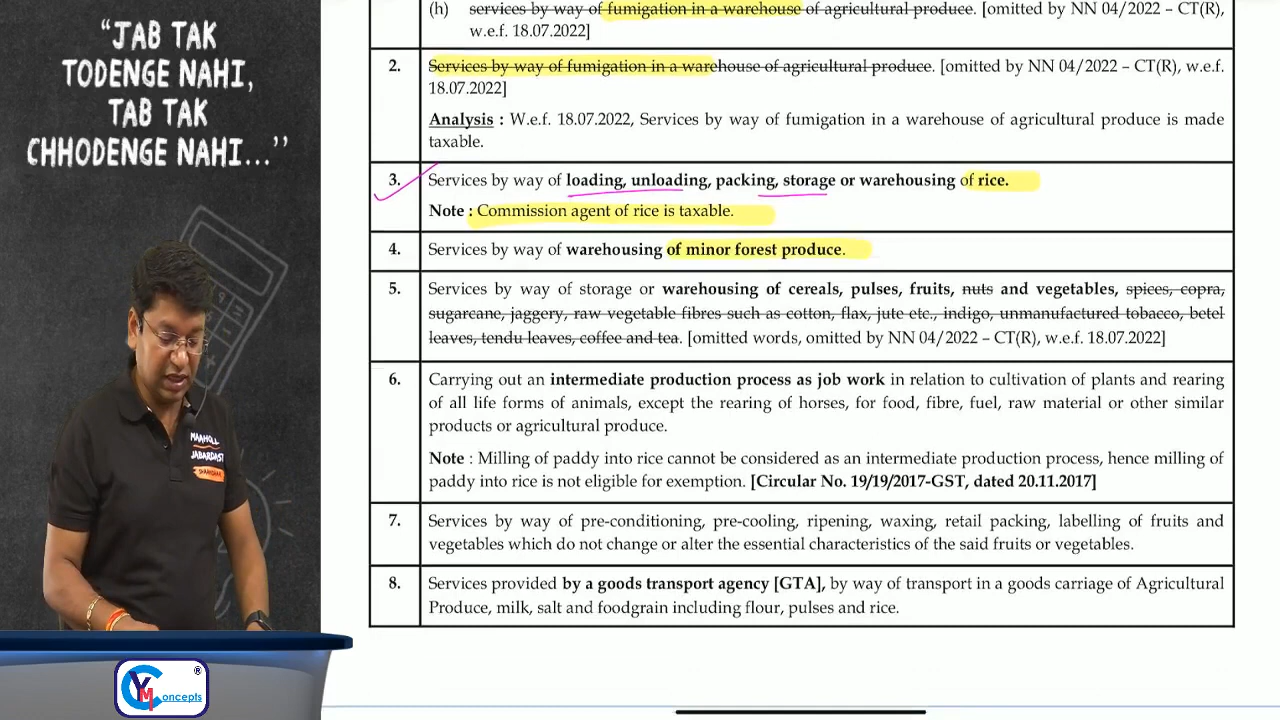 “JAB TAK
TODENGE NAHI,
TAB TAK
CHHODENGE NAHI...’’
(h) services by way of fumigation in a warehouse of agricultural produce. [omitted by NN 04/2022 – CT(R),
w.e.f. 18.07.2022]
2. Services by way of fumigation in a warehouse of agricultural produce. [omitted by NN 04/2022 – CT(R), w.e.f.
18.07.2022]
Analysis : W.e.f. 18.07.2022, Services by way of fumigation in a warehouse of agricultural produce is made
taxable.
3. Services by way of loading, unloading, packing, storage or warehousing of rice.
Note : Commission agent of rice is taxable.
4. Services by way of warehousing of minor forest produce.
5. Services by way of storage or warehousing of cereals, pulses, fruits, nuts and vegetables, spices, copra,
sugarcane, jaggery, raw vegetable fibres such as cotton, flax, jute etc., indigo, unmanufactured tobacco, betel
leaves, tendu leaves, coffee and tea. [omitted words, omitted by NN 04/2022 – CT(R), w.e.f. 18.07.2022]
6. Carrying out an intermediate production process as job work in relation to cultivation of plants and rearing
of all life forms of animals, except the rearing of horses, for food, fibre, fuel, raw material or other similar
products or agricultural produce.
Note : Milling of paddy into rice cannot be considered as an intermediate production process, hence milling of
paddy into rice is not eligible for exemption. [Circular No. 19/19/2017-GST, dated 20.11.2017]
7. Services by way of pre-conditioning, pre-cooling, ripening, waxing, retail packing, labelling of fruits and
vegetables which do not change or alter the essential characteristics of the said fruits or vegetables.
8. Services provided by a goods transport agency [GTA], by way of transport in a goods carriage of Agricultural
Produce, milk, salt and foodgrain including flour, pulses and rice.
MAAHOLL
JABARDAST
YM Concepts ®